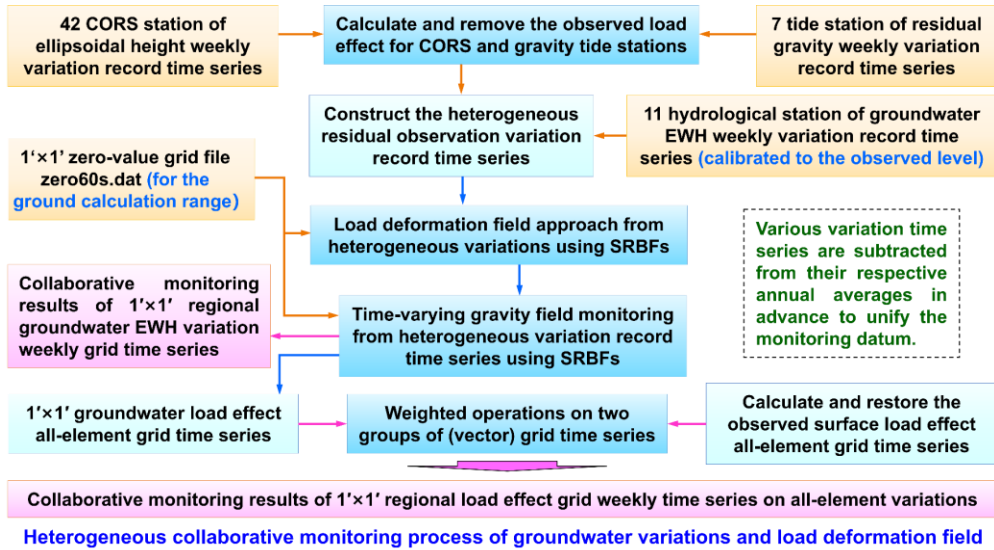 42 CORS station of
ellipsoidal height weekly
variation record time series
Calculate and remove the observed load
effect for CORS and gravity tide stations
7 tide station of residual
gravity weekly variation
record time series
Construct the heterogeneous
residual observation variation
record time series
11 hydrological station of groundwater
EWH weekly variation record time
series (calibrated to the observed level)
1‘×1’ zero-value grid file
zero60s.dat (for the
ground calculation range)
Load deformation field approach from
heterogeneous variations using SRBFs
Various variation time
series are subtracted
from their respective
annual averages in
advance to unify the
monitoring datum.
Collaborative monitoring
results of 1′×1′ regional
groundwater EWH variation
weekly grid time series
Time-varying gravity field monitoring
from heterogeneous variation record
time series using SRBFs
1′×1′ groundwater load effect
all-element grid time series
Weighted operations on two
groups of (vector) grid time series
Calculate and restore the
observed surface load effect
all-element grid time series
Collaborative monitoring results of 1′×1′ regional load effect grid weekly time series on all-element variations
Heterogeneous collaborative monitoring process of groundwater variations and load deformation field